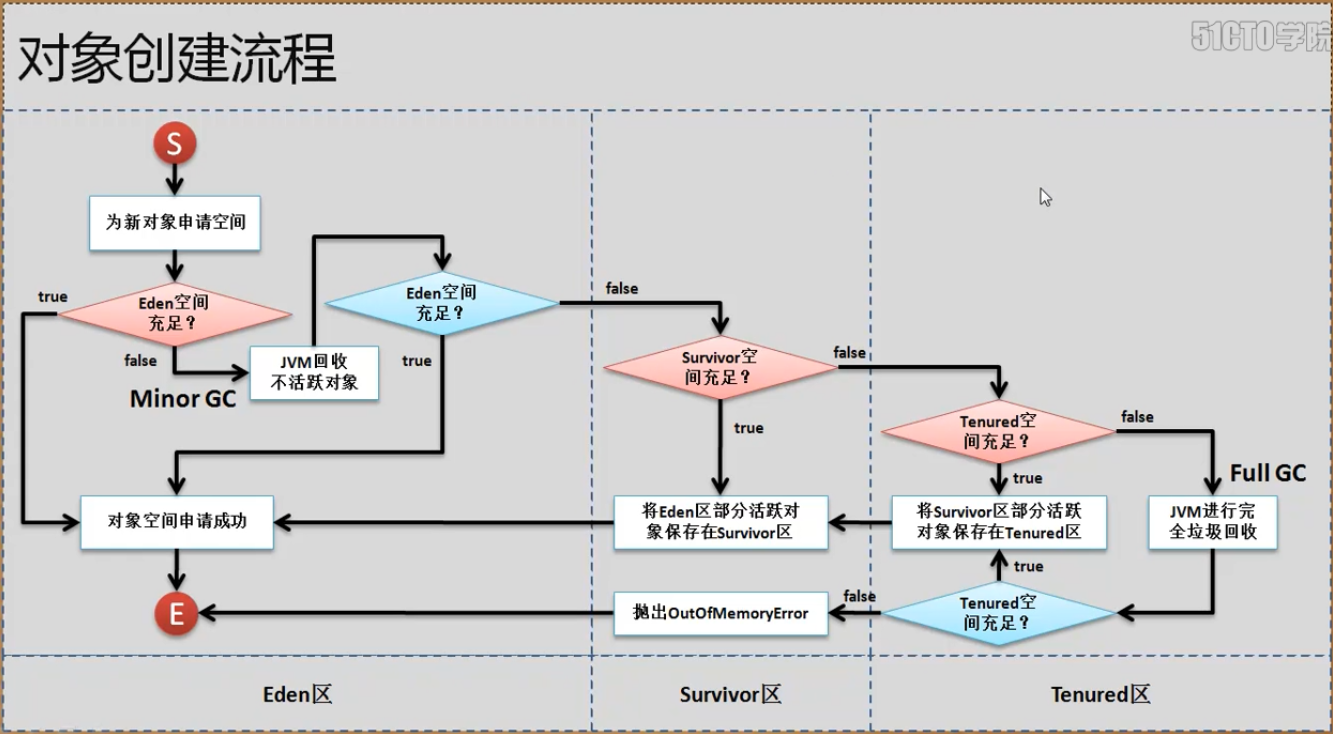 对象创建流程
51CTO学院
S
为新对象申请空间
Eden空间
充足？
true
false
Minor GC
JVM回收
不活跃对象
Eden空间
充足？
true
false
Survivor空
间充足？
false
true
Tenured空
间充足？
false
true
Full GC
JVM进行完
全垃圾回收
将Survivor区部分活跃
对象保存在Tenured区
将Eden区部分活跃对
象保存在Survivor区
对象空间申请成功
true
Tenured空
间充足？
false
抛出OutOfMemoryError
E
Eden区
Survivor区
Tenured区